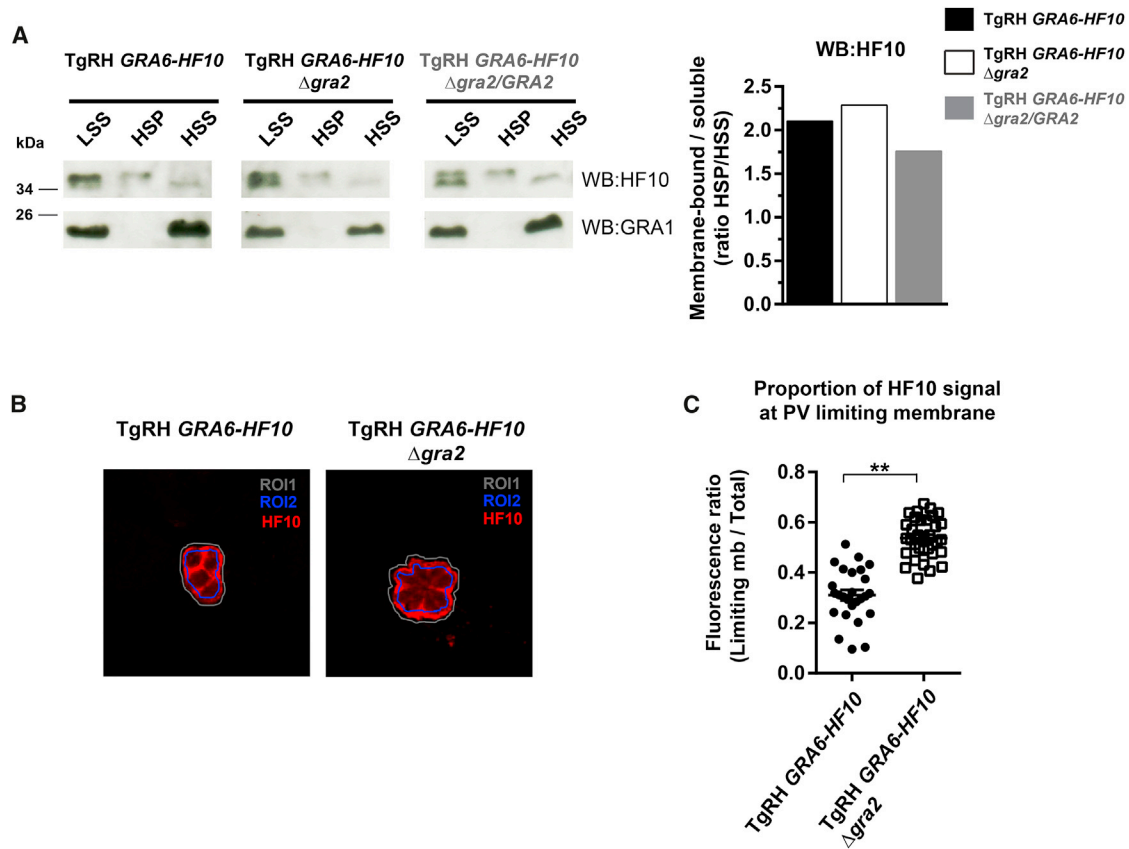 A
TgRH GRA6-HF10
TgRH GRA6-HF10
Δgra2
TgRH GRA6-HF10
Δgra2/GRA2
LSS HSP HSS
LSS HSP HSS
LSS HSP HSS
kDa
34
26
WB:HF10
WB:GRA1
WB:HF10
Membrane-bound / soluble
(ratio HSP/HSS)
2.5
2.0
1.5
1.0
0.5
0.0
TgRH GRA6-HF10
TgRH GRA6-HF10
Δgra2
TgRH GRA6-HF10
Δgra2/GRA2
B
TgRH GRA6-HF10
ROI1
ROI2
HF10
TgRH GRA6-HF10
Δgra2
ROI1
ROI2
HF10
C
Proportion of HF10 signal
at PV limiting membrane
Fluorescence ratio
(Limiting mb / Total)
0.8
0.6
0.4
0.2
0.0
**
TgRH GRA6-HF10
TgRH GRA6-HF10
Δgra2